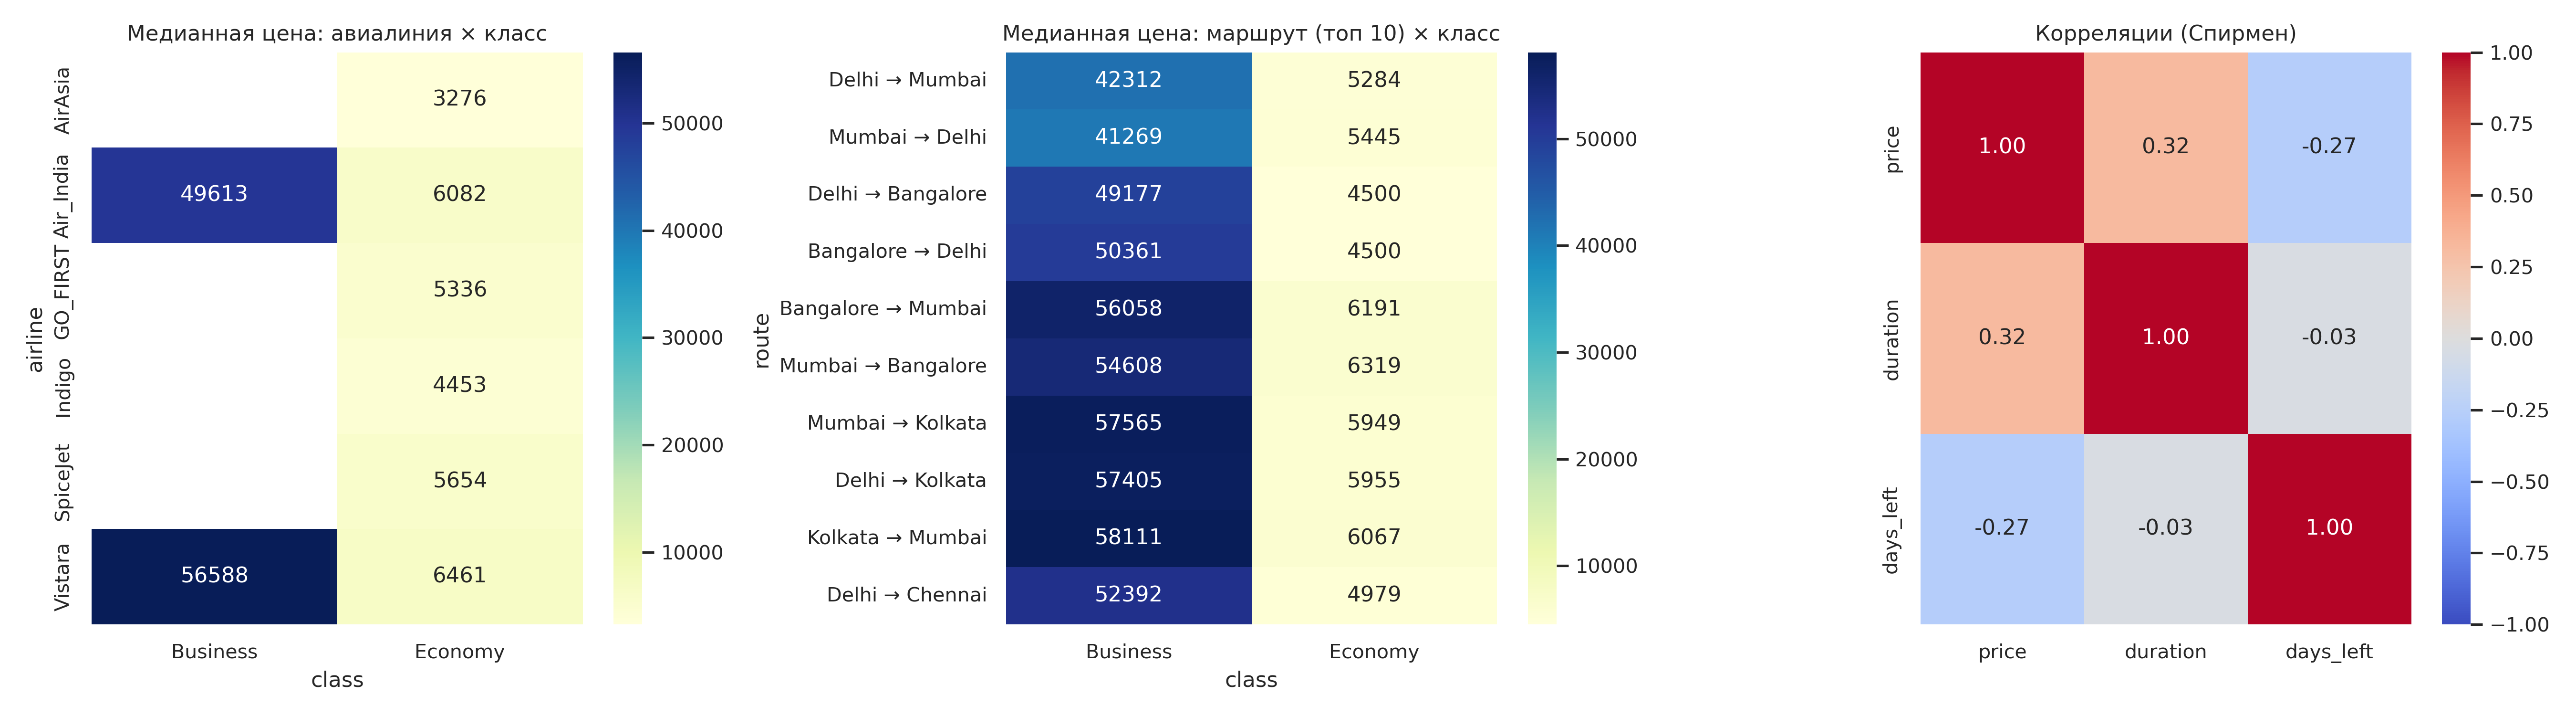 Медианная цена: авиалиния × класс
airline
AirAsia
Air_India
GO_FIRST
Indigo
SpiceJet
Vistara
3276
49613 6082
5336
4453
5654
56588 6461
Business Economy
class
50000
40000
30000
20000
10000
Медианная цена: маршрут (топ 10) × класс
route
Delhi → Mumbai 42312 5284
Mumbai → Delhi 41269 5445
Delhi → Bangalore 49177 4500
Bangalore → Delhi 50361 4500
Bangalore → Mumbai 56058 6191
Mumbai → Bangalore 54608 6319
Mumbai → Kolkata 57565 5949
Delhi → Kolkata 57405 5955
Kolkata → Mumbai 58111 6067
Delhi → Chennai 52392 4979
Business Economy
class
50000
40000
30000
20000
10000
Корреляции (Спирмен)
price 1.00 0.32 -0.27
duration 0.32 1.00 -0.03
days_left -0.27 -0.03 1.00
price duration days_left
1.00
0.75
0.50
0.25
0.00
−0.25
−0.50
−0.75
−1.00